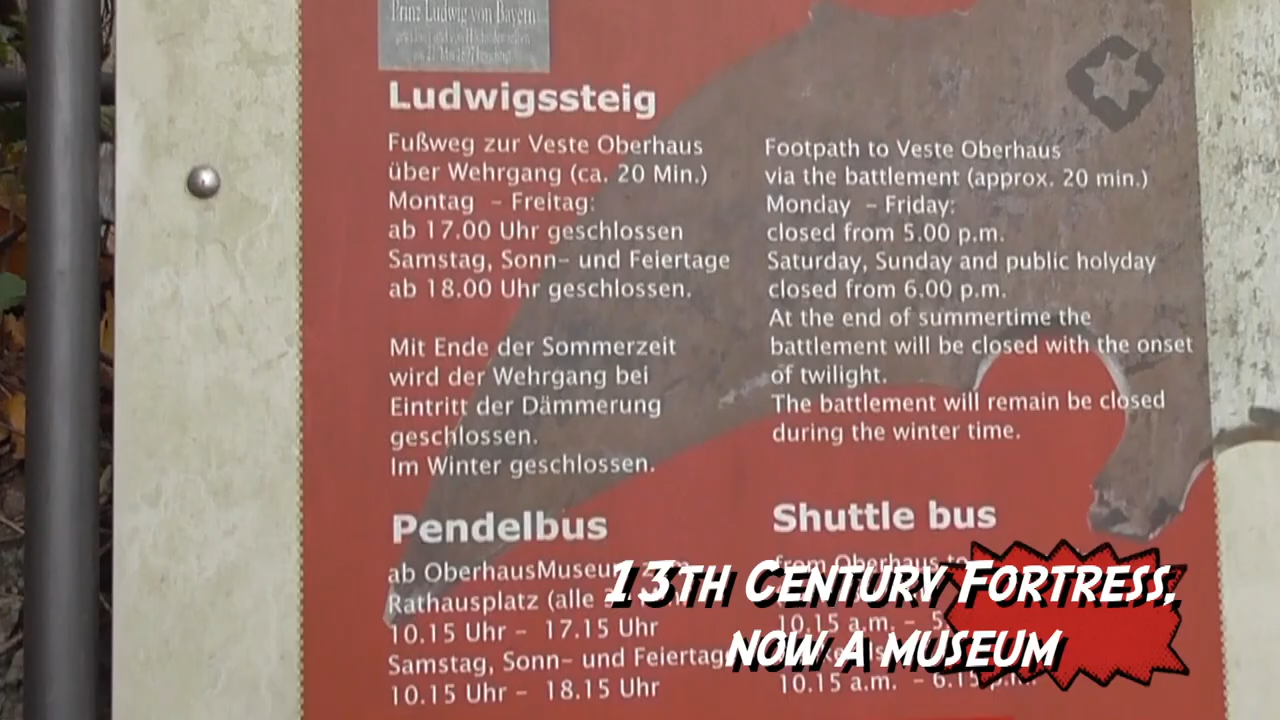 Prinz Ludwig von Bayern
Ludwigssteig
Fußweg zur Veste Oberhaus
über Wehrgang (ca. 20 Min.)
Montag – Freitag:
ab 17.00 Uhr geschlossen
Samstag, Sonn- und Feiertage
ab 18.00 Uhr geschlossen.
Mit Ende der Sommerzeit
wird der Wehrgang bei
Eintritt der Dämmerung
geschlossen.
Im Winter geschlossen.
Pendelbus
ab OberhausMuseum
Rathausplatz (alle
10.15 Uhr – 17.15 Uhr
Samstag, Sonn- und Feiertag
10.15 Uhr – 18.15 Uhr
Footpath to Veste Oberhaus
via the battlement (approx. 20 min.)
Monday – Friday:
closed from 5.00 p.m.
Saturday, Sunday and public holyday
closed from 6.00 p.m.
At the end of summertime the
battlement will be closed with the onset
of twilight.
The battlement will remain be closed
during the winter time.
Shuttle bus
from Oberhaus to
10.15 a.m. – 5.
10.15 a.m. – 6.15 p.m.
13th Century Fortress,
now a museum